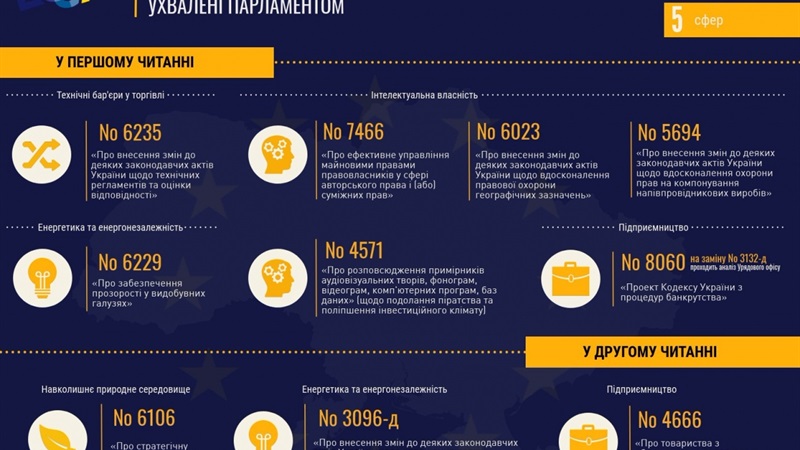 УХВАЛЕНІ ПАРЛАМЕНТОМ
5 сфер
У ПЕРШОМУ ЧИТАННІ
Технічні бар'єри у торгівлі
Інтелектуальна власність
No 6235
«Про внесення змін до
деяких законодавчих актів
України щодо технічних
регламентів та оцінки
відповідності»
No 7466
«Про ефективне управління
майновими правами
правовласників у сфері
авторського права і (або)
суміжних прав»
No 6023
«Про внесення змін до
деяких законодавчих актів
України щодо вдосконалення
правової охорони
географічних зазначень»
No 5694
«Про внесення змін до деяких
законодавчих актів України
щодо вдосконалення охорони
прав на компонування
напівпровідникових виробів»
Енергетика та енергонезалежність
Підприємництво
No 6229
«Про забезпечення
прозорості у видобувних
галузях»
No 4571
«Про розповсюдження примірників
аудіовізуальних творів, фонограм,
відеограм, комп'ютерних програм, баз
даних» (щодо подолання піратства та
поліпшення інвестиційного клімату)
No 8060 на заміну No 3132-д
проходить аналіз Урядового офісу
«Проект Кодексу України з
процедур банкрутства»
У ДРУГОМУ ЧИТАННІ
Навколишнє природне середовище
Енергетика та енергонезалежність
Підприємництво
No 6106
«Про стратегічну
No 3096-д
«Про внесення змін до деяких законодавчих
No 4666
«Про товариства з